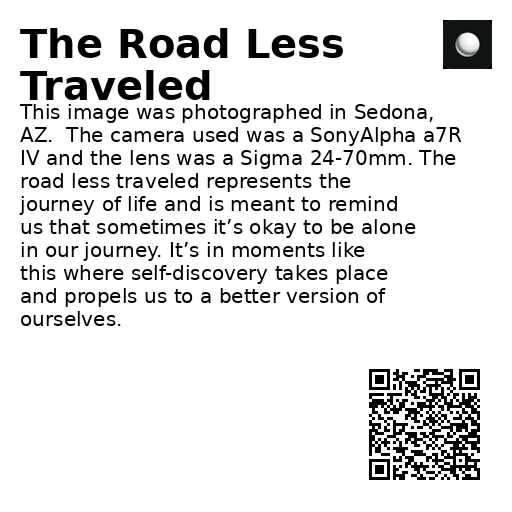 The Road Less
Traveled
This image was photographed in Sedona,
AZ.  The camera used was a SonyAlpha a7R
IV and the lens was a Sigma 24-70mm. The
road less traveled represents the
journey of life and is meant to remind
us that sometimes it’s okay to be alone
in our journey. It’s in moments like
this where self-discovery takes place
and propels us to a better version of
ourselves.